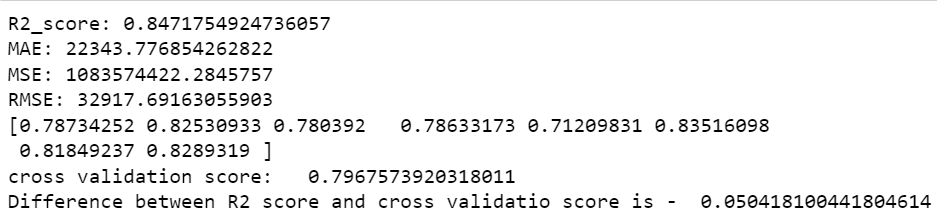 R2_score: 0.8471754924736057
MAE: 22343.776854262822
MSE: 1083574422.2845757
RMSE: 32917.69163055903
[0.78734252 0.82530933 0.780392   0.78633173 0.71209831 0.83516098
 0.81849237 0.8289319 ]
cross validation score:   0.7967573920318011
Difference between R2 score and cross validatio score is -  0.050418100441804614